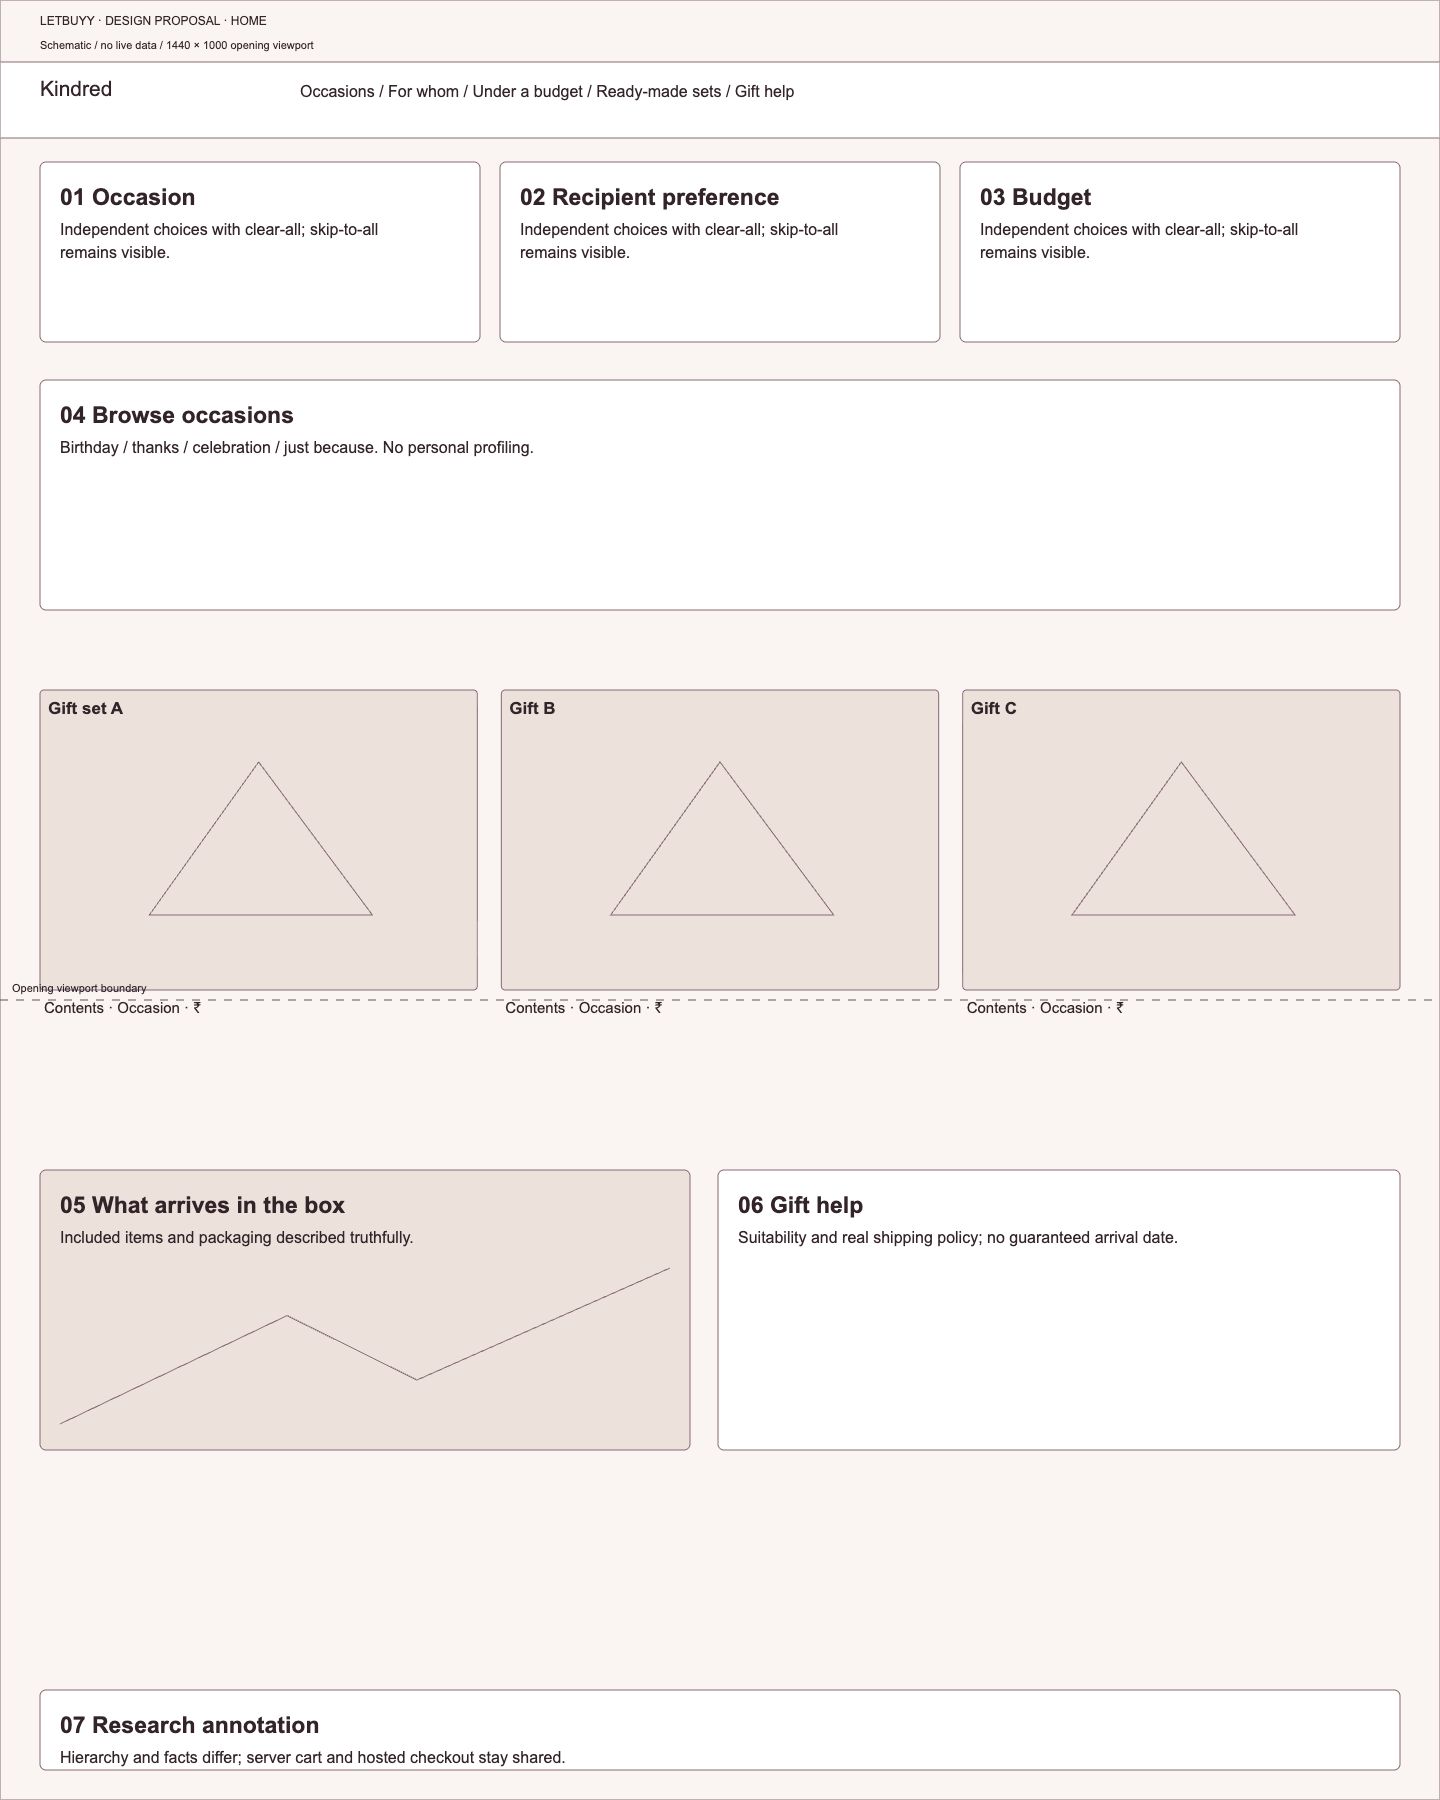 LETBUYY · DESIGN PROPOSAL · HOME
Schematic / no live data / 1440 × 1000 opening viewport
Kindred
Occasions / For whom / Under a budget / Ready-made sets / Gift help
01 Occasion
Independent choices with clear-all; skip-to-all
remains visible.
02 Recipient preference
Independent choices with clear-all; skip-to-all
remains visible.
03 Budget
Independent choices with clear-all; skip-to-all
remains visible.
04 Browse occasions
Birthday / thanks / celebration / just because. No personal profiling.
Gift set A
Gift B
Gift C
Opening viewport boundary
Contents · Occasion · ₹
Contents · Occasion · ₹
Contents · Occasion · ₹
05 What arrives in the box
Included items and packaging described truthfully.
06 Gift help
Suitability and real shipping policy; no guaranteed arrival date.
07 Research annotation
Hierarchy and facts differ; server cart and hosted checkout stay shared.